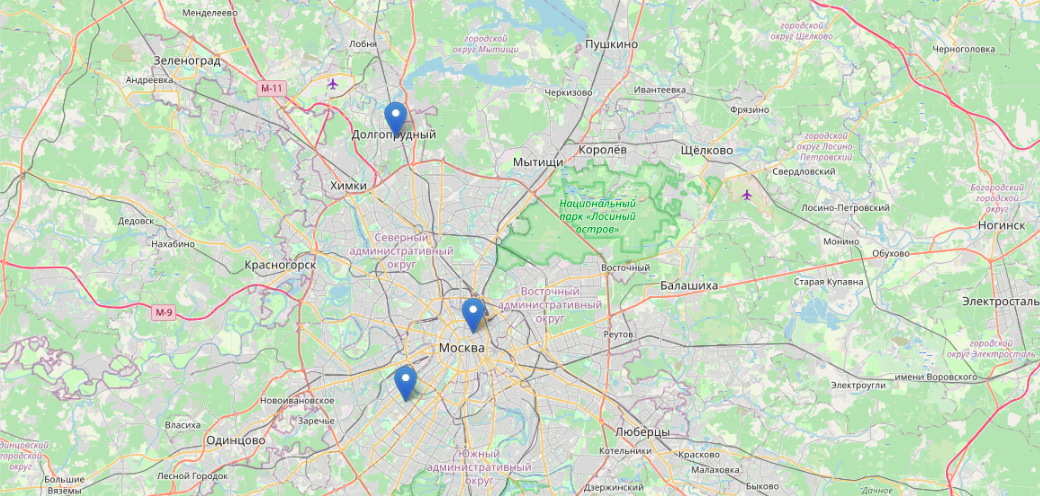 Менделеево
городской
округ Щёлково
Пушкино
Лобня
городской
округ Мытищи
Черноголовка
Зеленоград
Андреевка
М-11
Черкизово
Ивантеевка
Фрязино
Долгопрудный
городской
округ Лосино-
Петровский
Мытищи
Королёв
Щёлково
Свердловский
Химки
Богородский
городской
округ
Национальный
парк «Лосиный
остров»
Лосино-Петровский
Дедовск
Ногинск
Нахабино
Северный
административный
округ
Монино
Обухово
Красногорск
Восточный
Балашиха
Старая Купавна
Восточный
административный
округ
Электросталь
М-9
Реутов
Москва
городской
округ Электросталь
имени Воровского
Электроугли
Новоивановское
Заречье
Власиха
Одинцово
Люберцы
Котельники
Красково
Южный
административный
округ
Малаховка
Лесной Городок
Большие
Вязёмы
Дзержинский
Быково
"Дачное